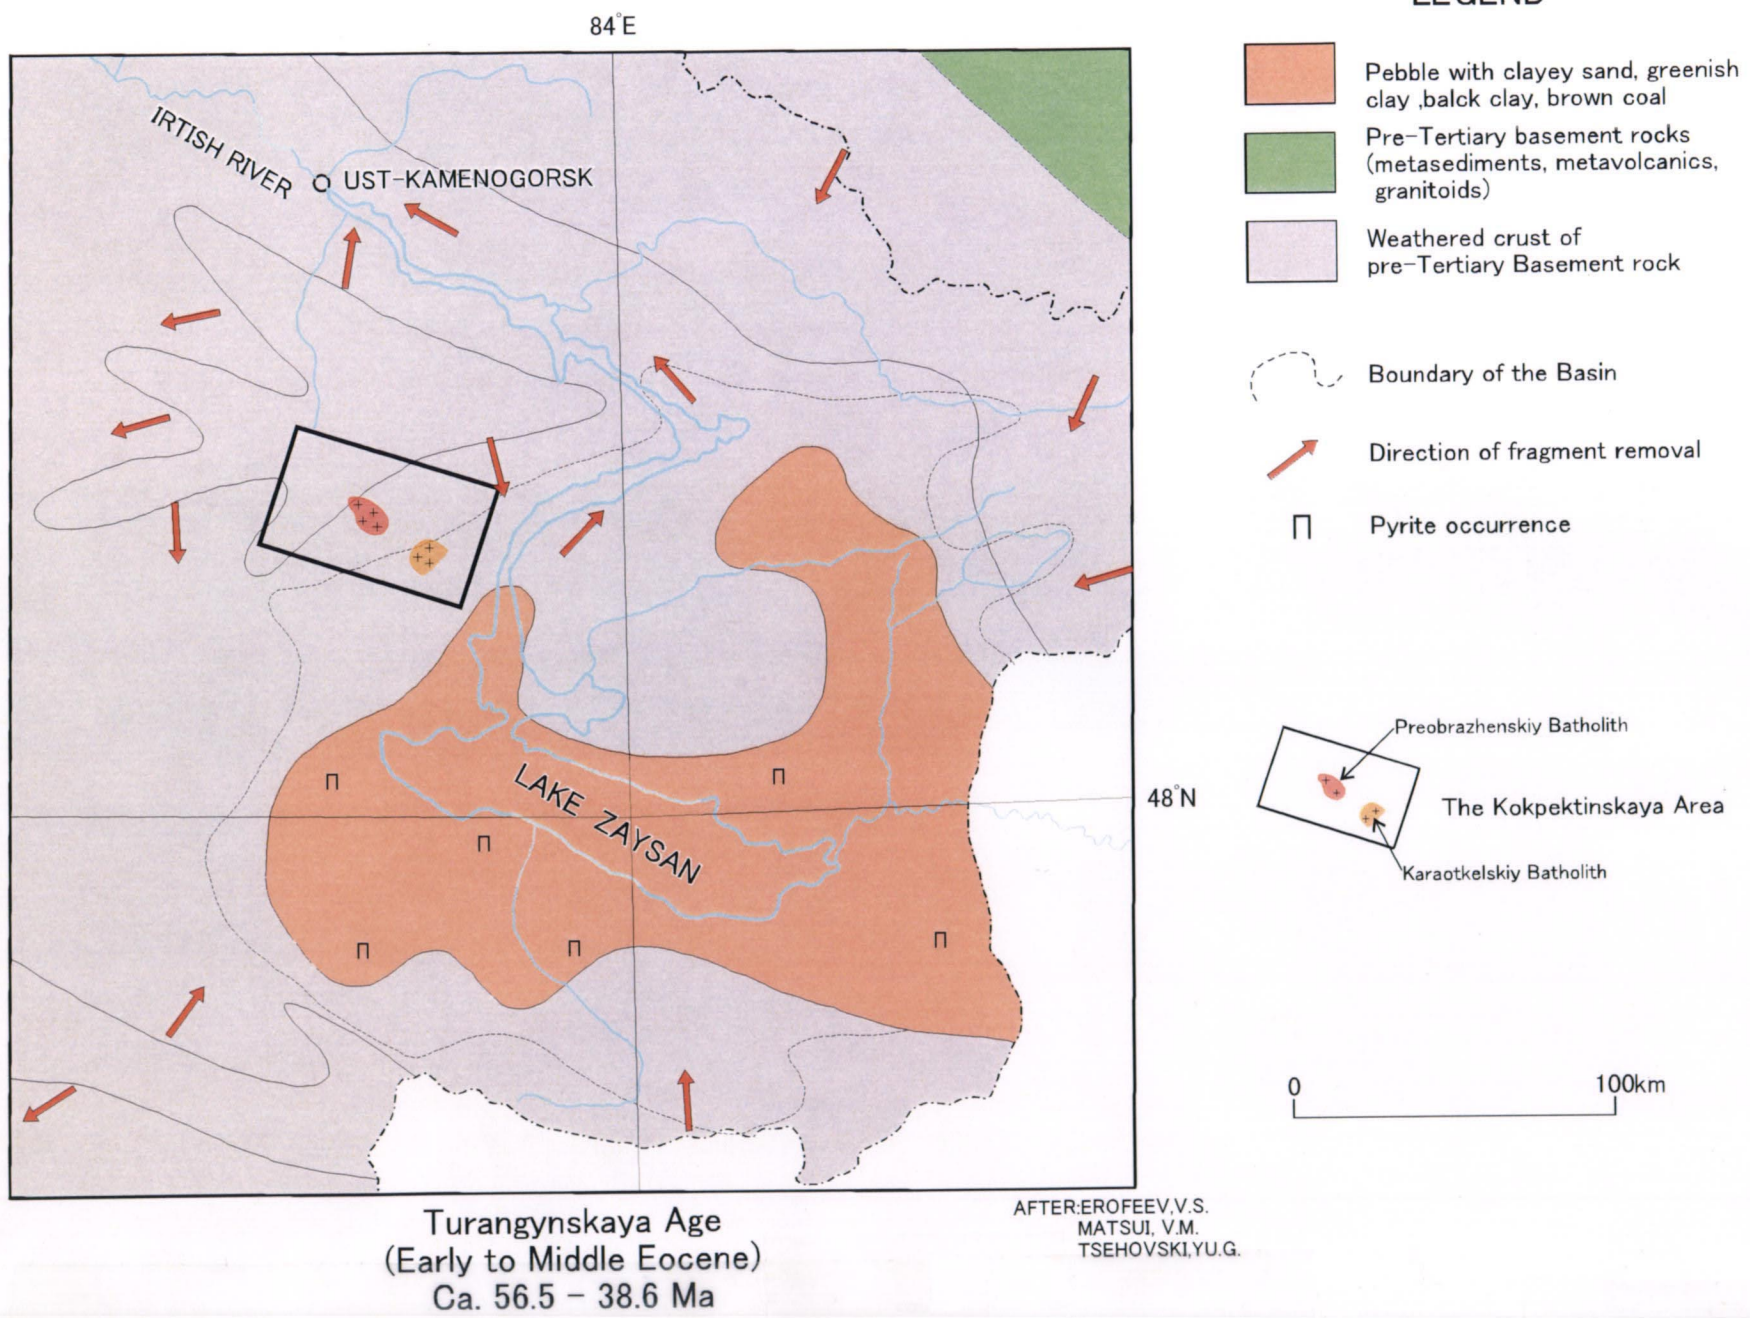 LEGEND
84°E
IRTISH RIVER
UST-KAMENOGORSK
LAKE ZAYSAN
48°N
П
П
П
П
П
П
Turangynskaya Age
(Early to Middle Eocene)
Ca. 56.5 - 38.6 Ma
AFTER:EROFEEV,V.S.
MATSUI, V.M.
TSEHOVSKI,YU.G.
Pebble with clayey sand, greenish
clay ,balck clay, brown coal
Pre-Tertiary basement rocks
(metasediments, metavolcanics,
granitoids)
Weathered crust of
pre-Tertiary Basement rock
Boundary of the Basin
Direction of fragment removal
П Pyrite occurrence
Preobrazhenskiy Batholith
The Kokpektinskaya Area
Karaotkelskiy Batholith
0 100km